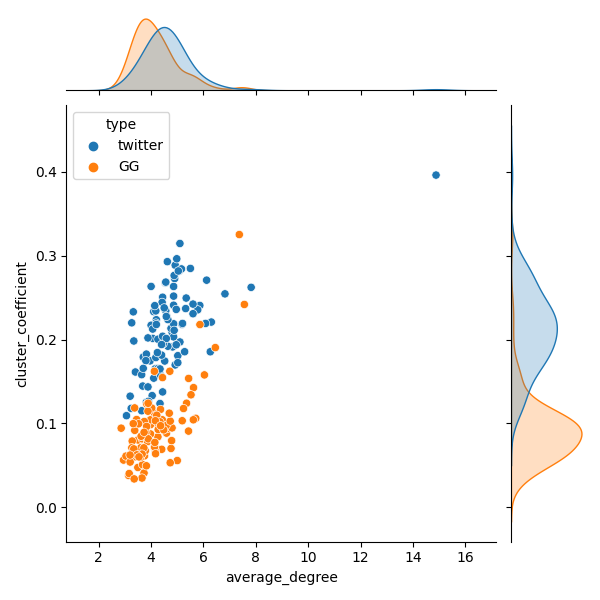 type
twitter
GG
cluster_coefficient
0.4
0.3
0.2
0.1
0.0
2 4 6 8 10 12 14 16
average_degree